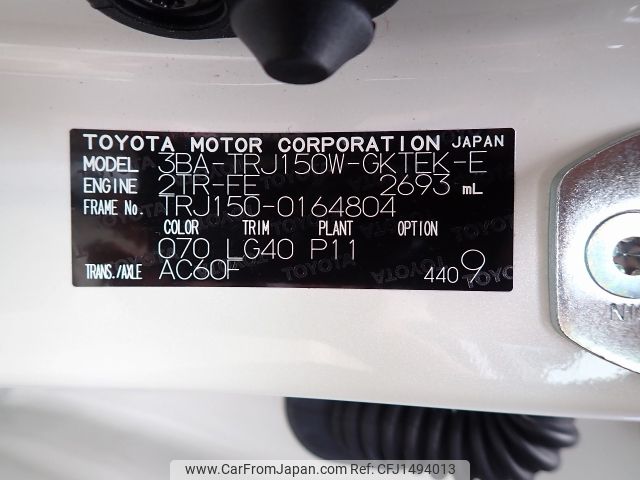 TOYOTA MOTOR CORPORATION JAPAN
MODEL 3BA-TRJ150W-GKTEK-E
ENGINE 2TR-FE 2693 mL
FRAME No. TRJ150-0164804
COLOR TRIM PLANT OPTION
070 LG40 P11
TRANS./AXLE AC60F 440 9
www.CarFromJapan.com | Ref No. CFJ1494013